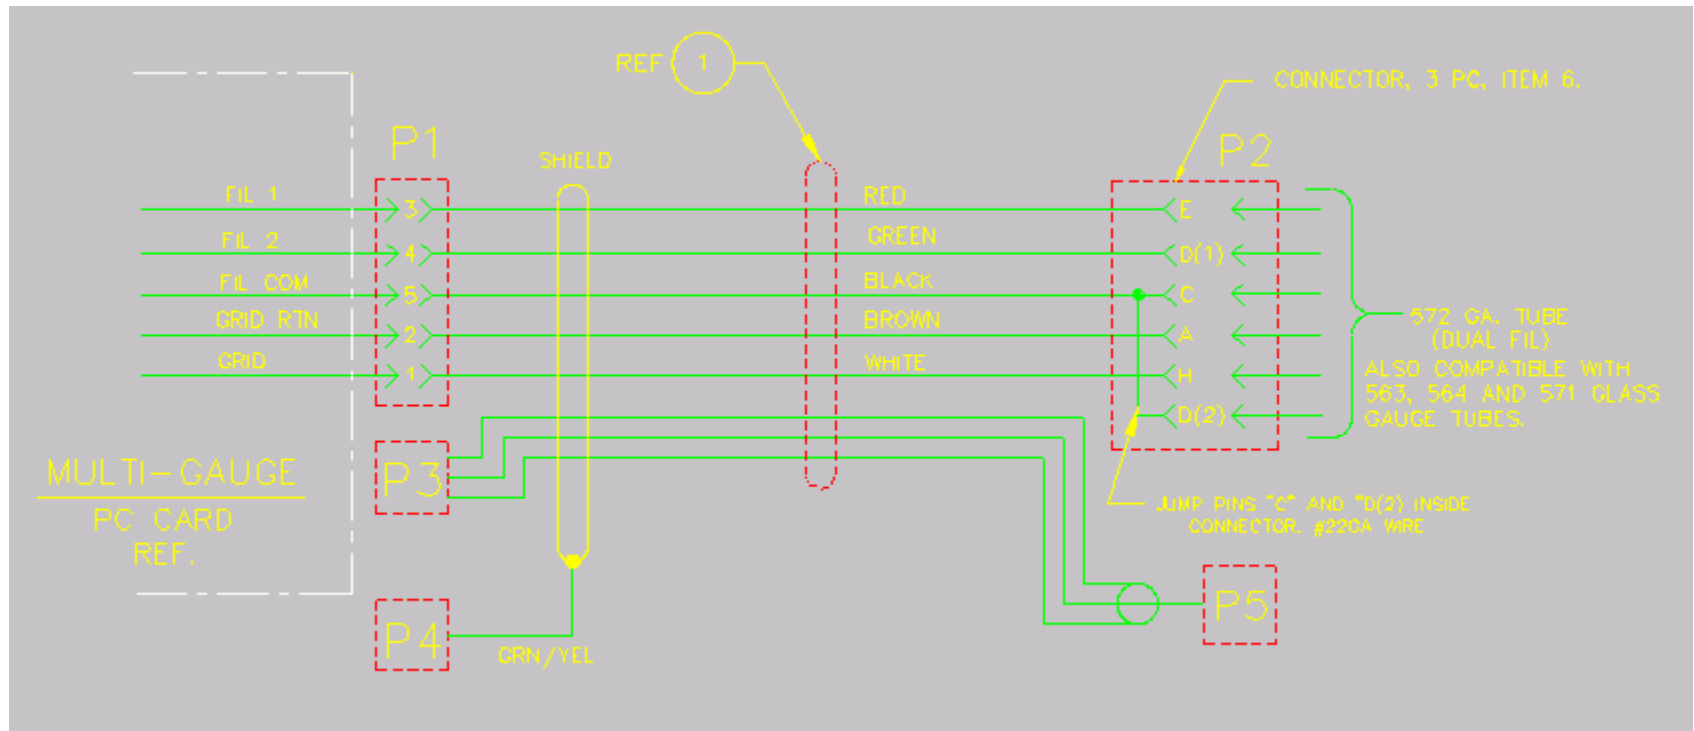 REF 1
CONNECTOR, 3 PC, ITEM 6.
P1
P2
SHIELD
FIL 1
3
RED
E
FIL 2
4
GREEN
D(1)
FIL COM
5
BLACK
C
GRID RTN
2
BROWN
A
GRID
1
WHITE
H
D(2)
572 GA. TUBE
(DUAL FIL)
ALSO COMPATIBLE WITH
563, 564 AND 571 GLASS
GAUGE TUBES.
MULTI-GAUGE
PC CARD
REF.
P3
JUMP PINS "C" AND "D(2) INSIDE
CONNECTOR. #22GA WIRE
P4
GRN/YEL
P5